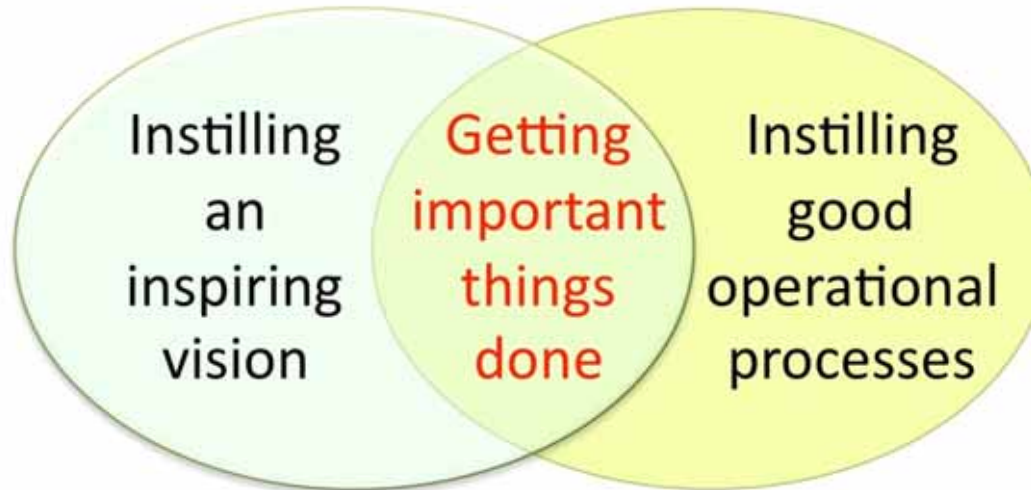 Instilling
an
inspiring
vision
Getting
important
things
done
Instilling
good
operational
processes